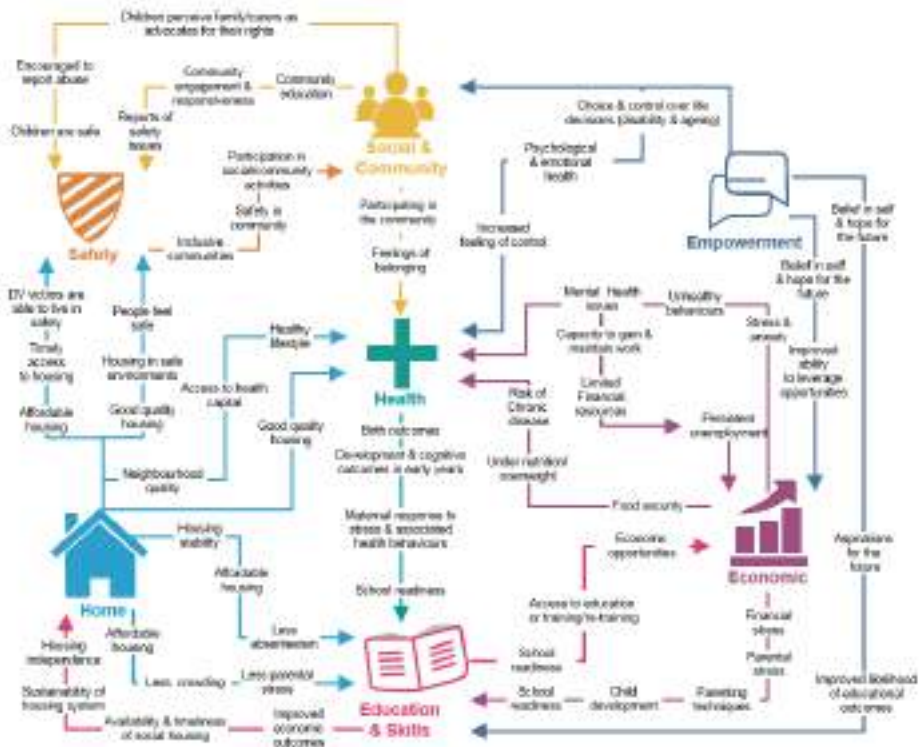 Children perceive family/carers as
advocates for their rights
Encouraged to
report abuse
Children are safe
Community
engagement &
responsiveness
Community
education
Reports of
safety
issues
Social &
Community
Participation in
social/community
activities
Safety in
community
Inclusive
communities
Safety
Participating in
the community
Feelings of
belonging
Choice & control over life
decisions (disability & ageing)
Psychological
& emotional
health
Increased
feeling of control
Empowerment
Belief in self
& hope for
the future
Belief in self
& hope for the
future
Improved
ability
to leverage
opportunities
DV victims are
able to live in
safety
Timely
access
to housing
Affordable
housing
People feel
safe
Housing in safe
environments
Good quality
housing
Healthy
lifestyle
Access to health
capital
Neighbourhood
quality
Good quality
housing
Health
Mental Health
issues
Unhealthy
behaviours
Stress &
anxiety
Capacity to gain &
maintain work
Limited
Financial
resources
Persistent
unemployment
Risk of
Chronic
disease
Under nutrition/
overweight
Food security
Birth outcomes
Development & cognitive
outcomes in early years
Maternal response to
stress & associated
health behaviours
School readiness
Home
Housing
stability
Affordable
housing
Less
absenteeism
Affordable
housing
Less crowding
Less parental
stress
Housing
independence
Sustainability of
housing system
Availability & timeliness
of social housing
Improved
economic
outcomes
Education
& Skills
School
readiness
Access to education
or training/re-training
Economic
opportunities
Economic
Financial
stress
Parental
stress
Parenting
techniques
Child
development
School
readiness
Aspirations
for the
future
Improved likelihood
of educational
outcomes